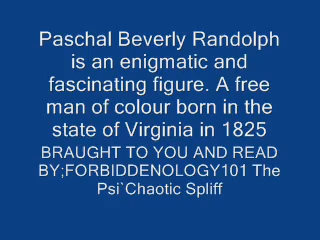 Paschal Beverly Randolph
is an enigmatic and
fascinating figure. A free
man of colour born in the
state of Virginia in 1825
BRAUGHT TO YOU AND READ
BY;FORBIDDENOLOGY101 The
Psi`Chaotic Spliff